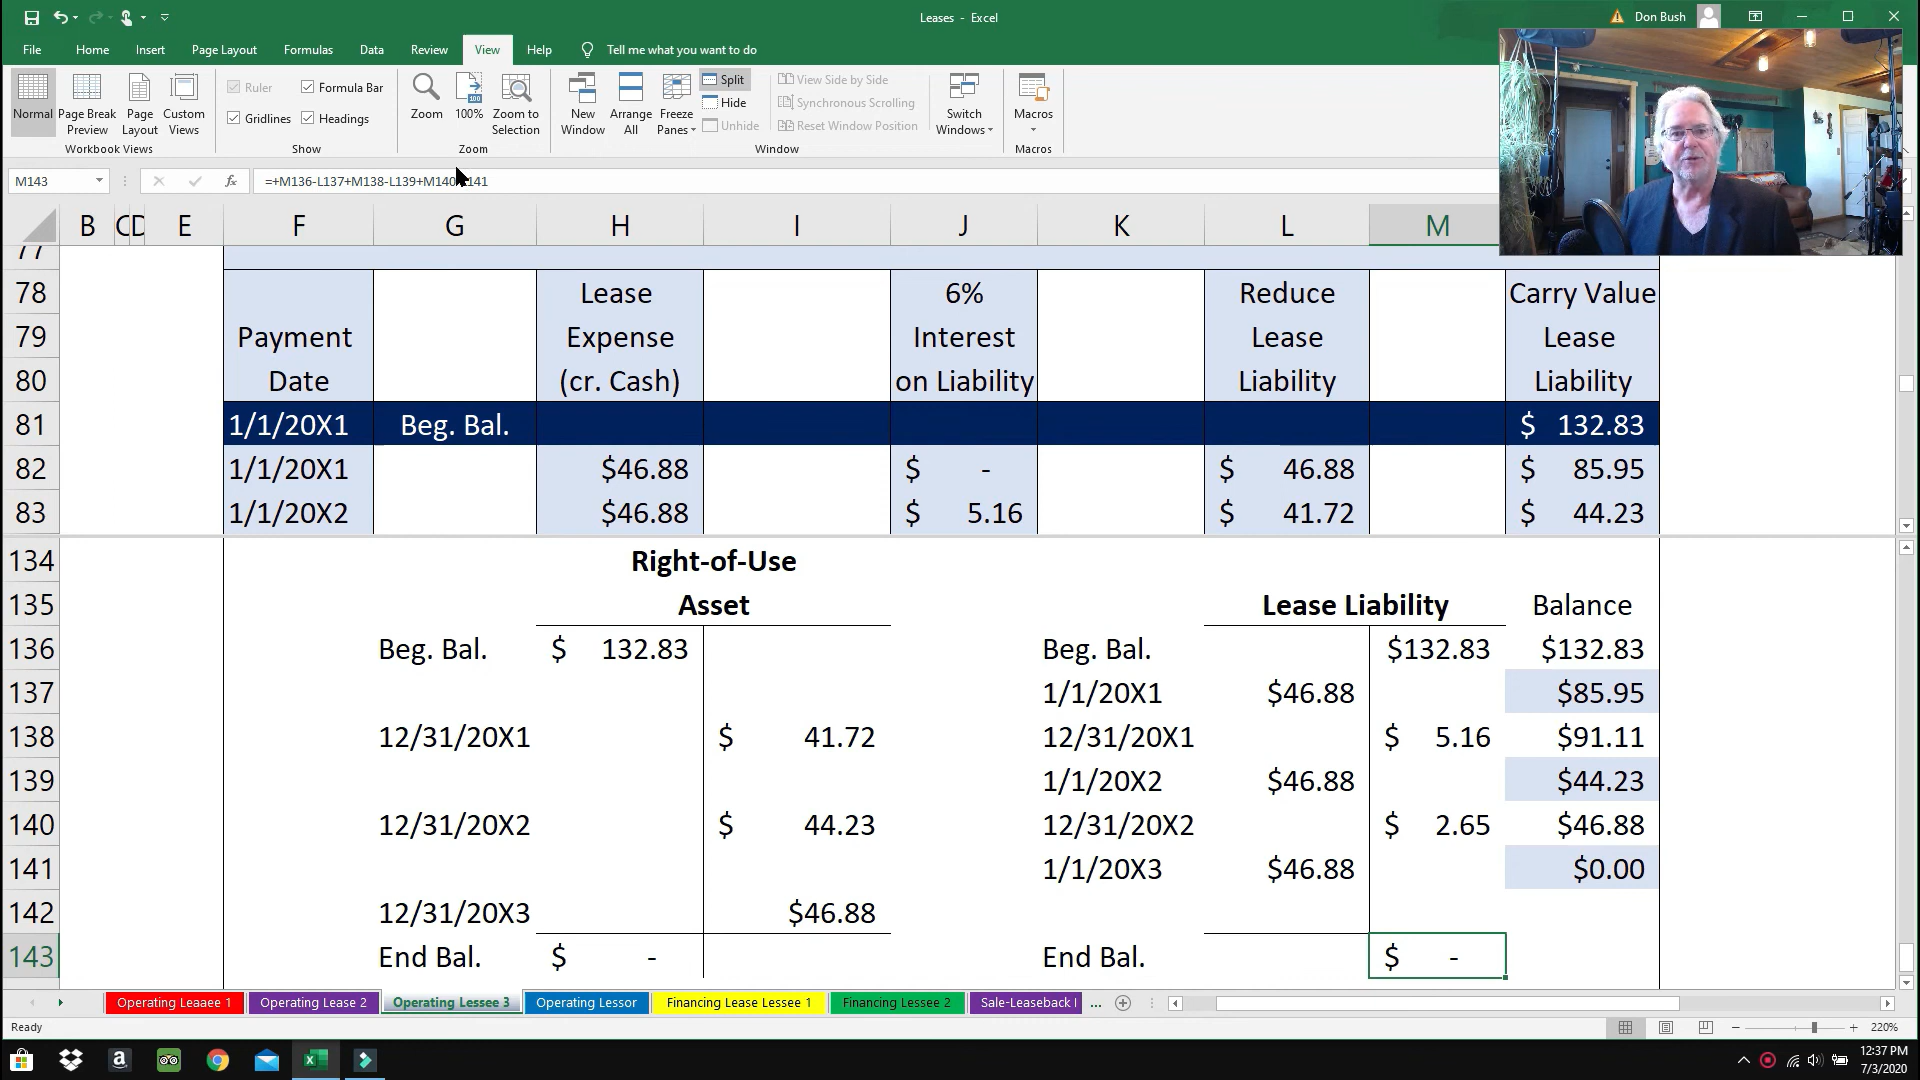 Leases - Excel
Don Bush
File Home Insert Page Layout Formulas Data Review View Help Tell me what you want to do
Normal
Page Break Preview
Page Layout
Custom Views
Workbook Views
Ruler
Gridlines
Formula Bar
Headings
Show
Zoom
100%
Zoom to Selection
Zoom
New Window
Arrange All
Freeze Panes
Split
Hide
Unhide
View Side by Side
Synchronous Scrolling
Reset Window Position
Switch Windows
Window
Macros
Macros
M143 fx
B C D E F G H I J K L M
77
78 Lease 6% Reduce Carry Value
79 Payment Expense Interest Lease Lease
80 Date (cr. Cash) on Liability Liability Liability
81 1/1/20X1 Beg. Bal. $ 132.83
82 1/1/20X1 $46.88 $ - $ 46.88 $ 85.95
83 1/1/20X2 $46.88 $ 5.16 $ 41.72 $ 44.23
134 Right-of-Use
135 Asset Lease Liability Balance
136 Beg. Bal. $ 132.83 Beg. Bal. $132.83 $132.83
137 1/1/20X1 $46.88 $85.95
138 12/31/20X1 $ 41.72 12/31/20X1 $ 5.16 $91.11
139 1/1/20X2 $46.88 $44.23
140 12/31/20X2 $ 44.23 12/31/20X2 $ 2.65 $46.88
141 1/1/20X3 $46.88 $0.00
142 12/31/20X3 $46.88
143 End Bal. $ - End Bal. $ -
Operating Leaaee 1 Operating Lease 2 Operating Lessee 3 Operating Lessor Financing Lease Lessee 1 Financing Lessee 2 Sale-Leaseback ...
Ready
220%
12:37 PM
7/3/2020